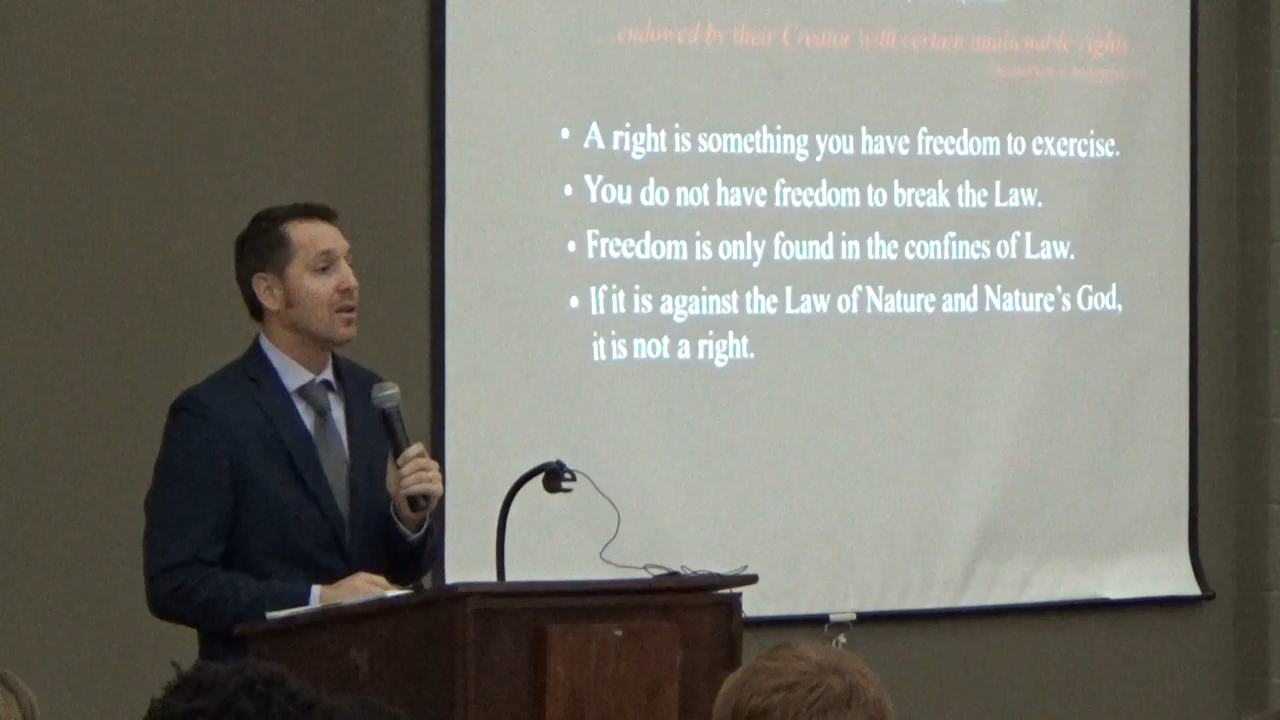 ...endowed by their Creator with certain unalienable rights
• A right is something you have freedom to exercise.
• You do not have freedom to break the Law.
• Freedom is only found in the confines of Law.
• If it is against the Law of Nature and Nature's God,
it is not a right.